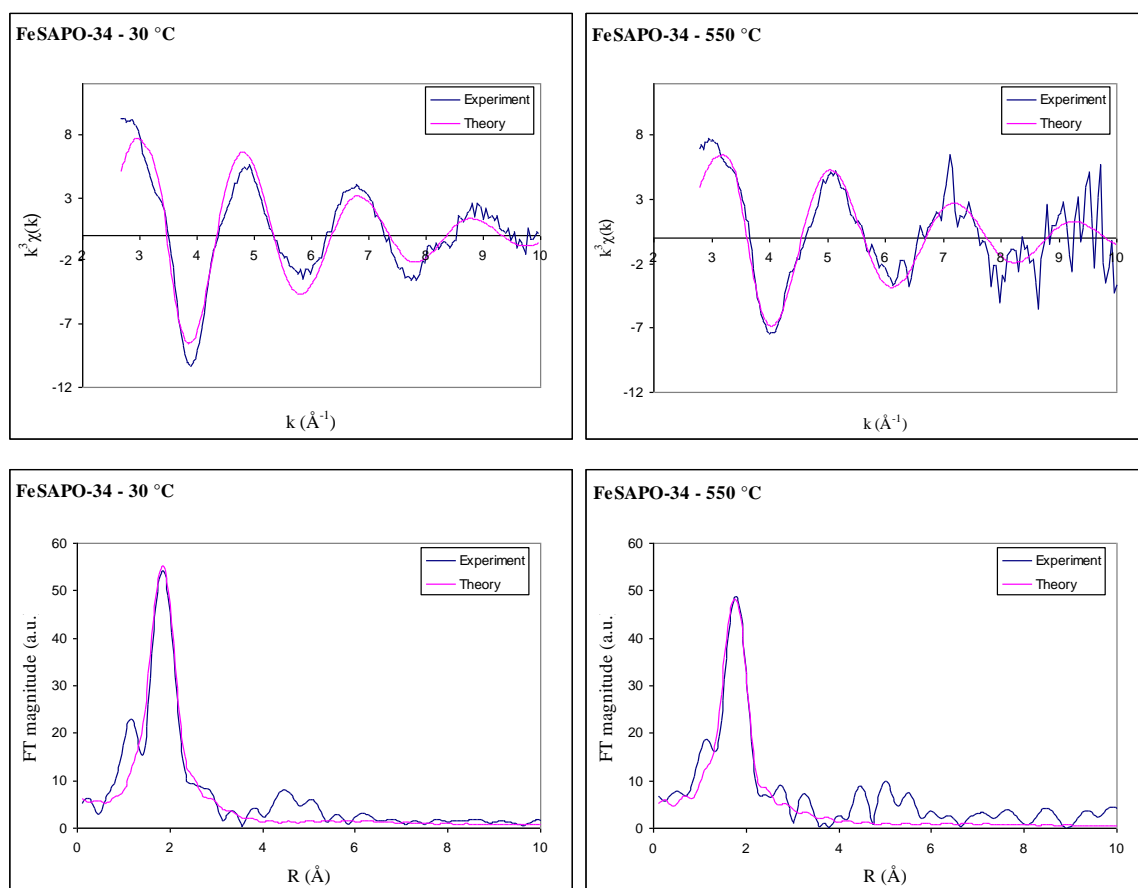 FeSAPO-34 - 30 °C
Experiment
Theory
8
3
-2
-7
-12
2 3 4 5 6 7 8 9 10
k³χ(k)
k (Å⁻¹)
FeSAPO-34 - 550 °C
Experiment
Theory
8
3
-2
-7
-12
2 3 4 5 6 7 8 9 10
k³χ(k)
k (Å⁻¹)
FeSAPO-34 - 30 °C
Experiment
Theory
60
50
40
30
20
10
0
0 2 4 6 8 10
FT magnitude (a.u.
R (Å)
FeSAPO-34 - 550 °C
Experiment
Theory
60
50
40
30
20
10
0
0 2 4 6 8 10
FT magnitude (a.u.
R (Å)